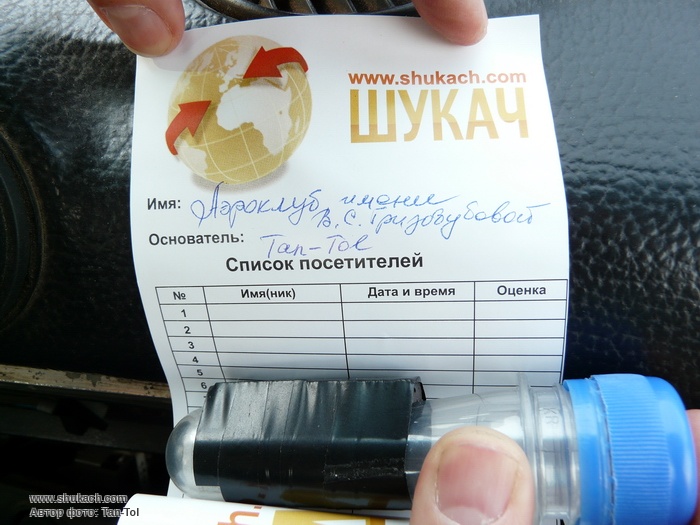 www.shukach.com
ШУКАЧ
Имя: Аэроклуб имени
В.С. Гризодубовой
Основатель: Tan-Tol
Список посетителей
№ Имя(ник) Дата и время Оценка
1
2
3
4
5
6
h.
www.shukach.com
Автор фото: Tan-Tol